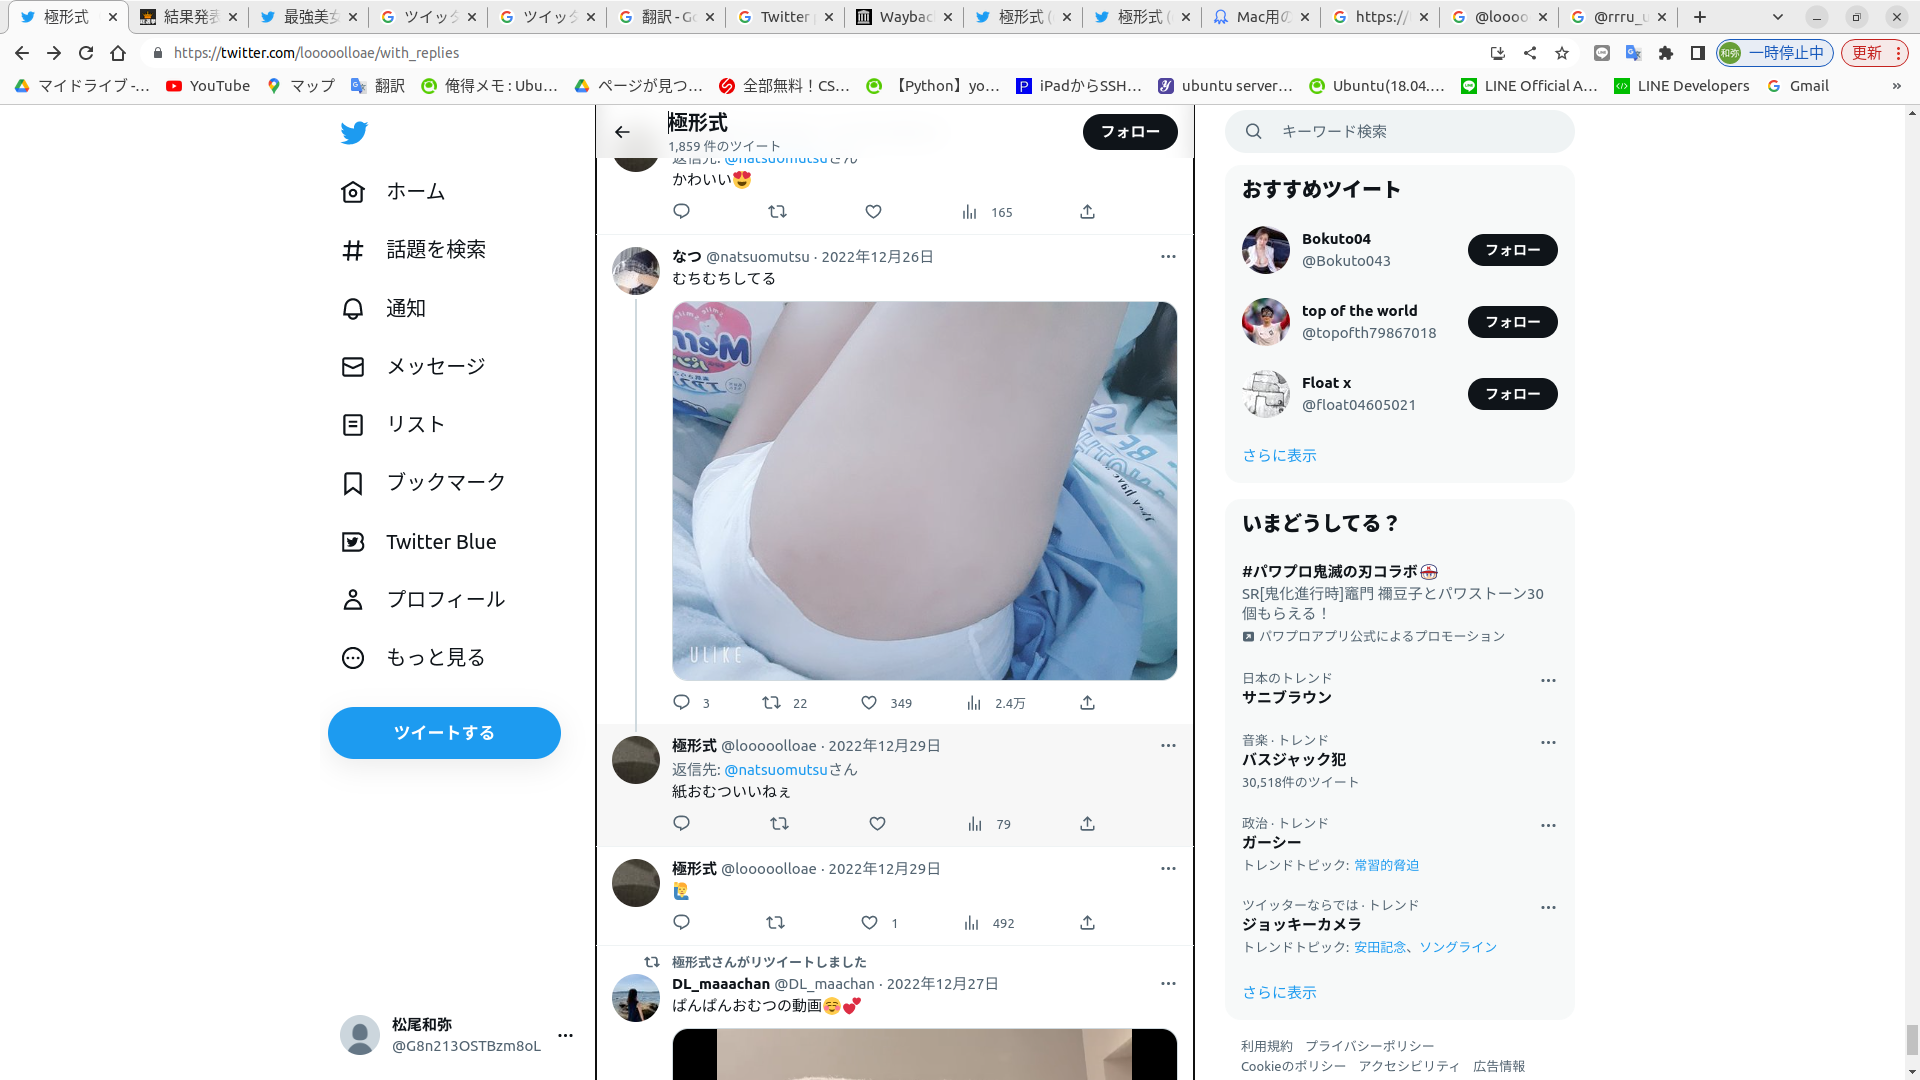 極形式
結果発表
最強美女
ツイッタ
ツイッタ
翻訳 - Go
Twitter p
Wayback
極形式 (
極形式 (
Mac用の
https://
@loooo
@rrru_u
https://twitter.com/looooolloae/with_replies
和弥 一時停止中
更新
マイドライブ -...
YouTube
マップ
翻訳
俺得メモ : Ubu...
ページが見つ...
全部無料！CS...
【Python】yo...
iPadからSSH...
ubuntu server...
Ubuntu(18.04....
LINE Official A...
LINE Developers
Gmail
»
ホーム
話題を検索
通知
メッセージ
リスト
ブックマーク
Twitter Blue
プロフィール
もっと見る
ツイートする
松尾和弥
@G8n213OSTBzm8oL
極形式
1,859 件のツイート
フォロー
返信先: @natsuomutsuさん
かわいい😍
165
なつ @natsuomutsu · 2022年12月26日
むちむちしてる
ULIKE
3 22 349 2.4万
極形式 @looooolloae · 2022年12月29日
返信先: @natsuomutsuさん
紙おむついいねぇ
79
極形式 @looooolloae · 2022年12月29日
🙋‍♂️
1 492
極形式さんがリツイートしました
DL_maaachan @DL_maachan · 2022年12月27日
ぱんぱんおむつの動画☺️💕
キーワード検索
おすすめツイート
Bokuto04
@Bokuto043
フォロー
top of the world
@topofth79867018
フォロー
Float x
@float04605021
フォロー
さらに表示
いまどうしてる？
#パワプロ鬼滅の刃コラボ
SR[鬼化進行時]竈門 禰豆子とパワストーン30
個もらえる！
パワプロアプリ公式によるプロモーション
日本のトレンド
サニブラウン
音楽 · トレンド
バスジャック犯
30,518件のツイート
政治 · トレンド
ガーシー
トレンドトピック: 常習的脅迫
ツイッターならでは · トレンド
ジョッキーカメラ
トレンドトピック: 安田記念、ソングライン
さらに表示
利用規約 プライバシーポリシー
Cookieのポリシー アクセシビリティ 広告情報